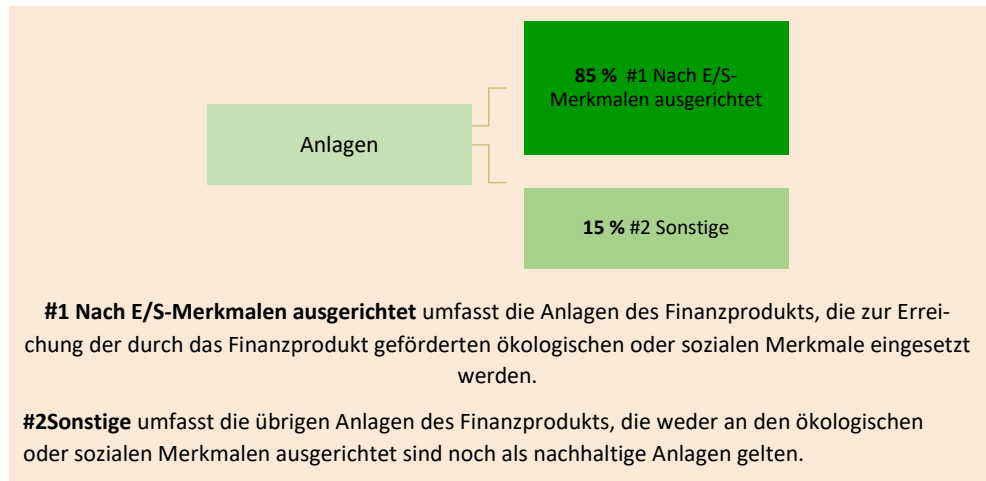 85 % #1 Nach E/S-
Merkmalen ausgerichtet
Anlagen
15 % #2 Sonstige
#1 Nach E/S-Merkmalen ausgerichtet umfasst die Anlagen des Finanzprodukts, die zur Errei-
chung der durch das Finanzprodukt geförderten ökologischen oder sozialen Merkmale eingesetzt
werden.
#2Sonstige umfasst die übrigen Anlagen des Finanzprodukts, die weder an den ökologischen
oder sozialen Merkmalen ausgerichtet sind noch als nachhaltige Anlagen gelten.